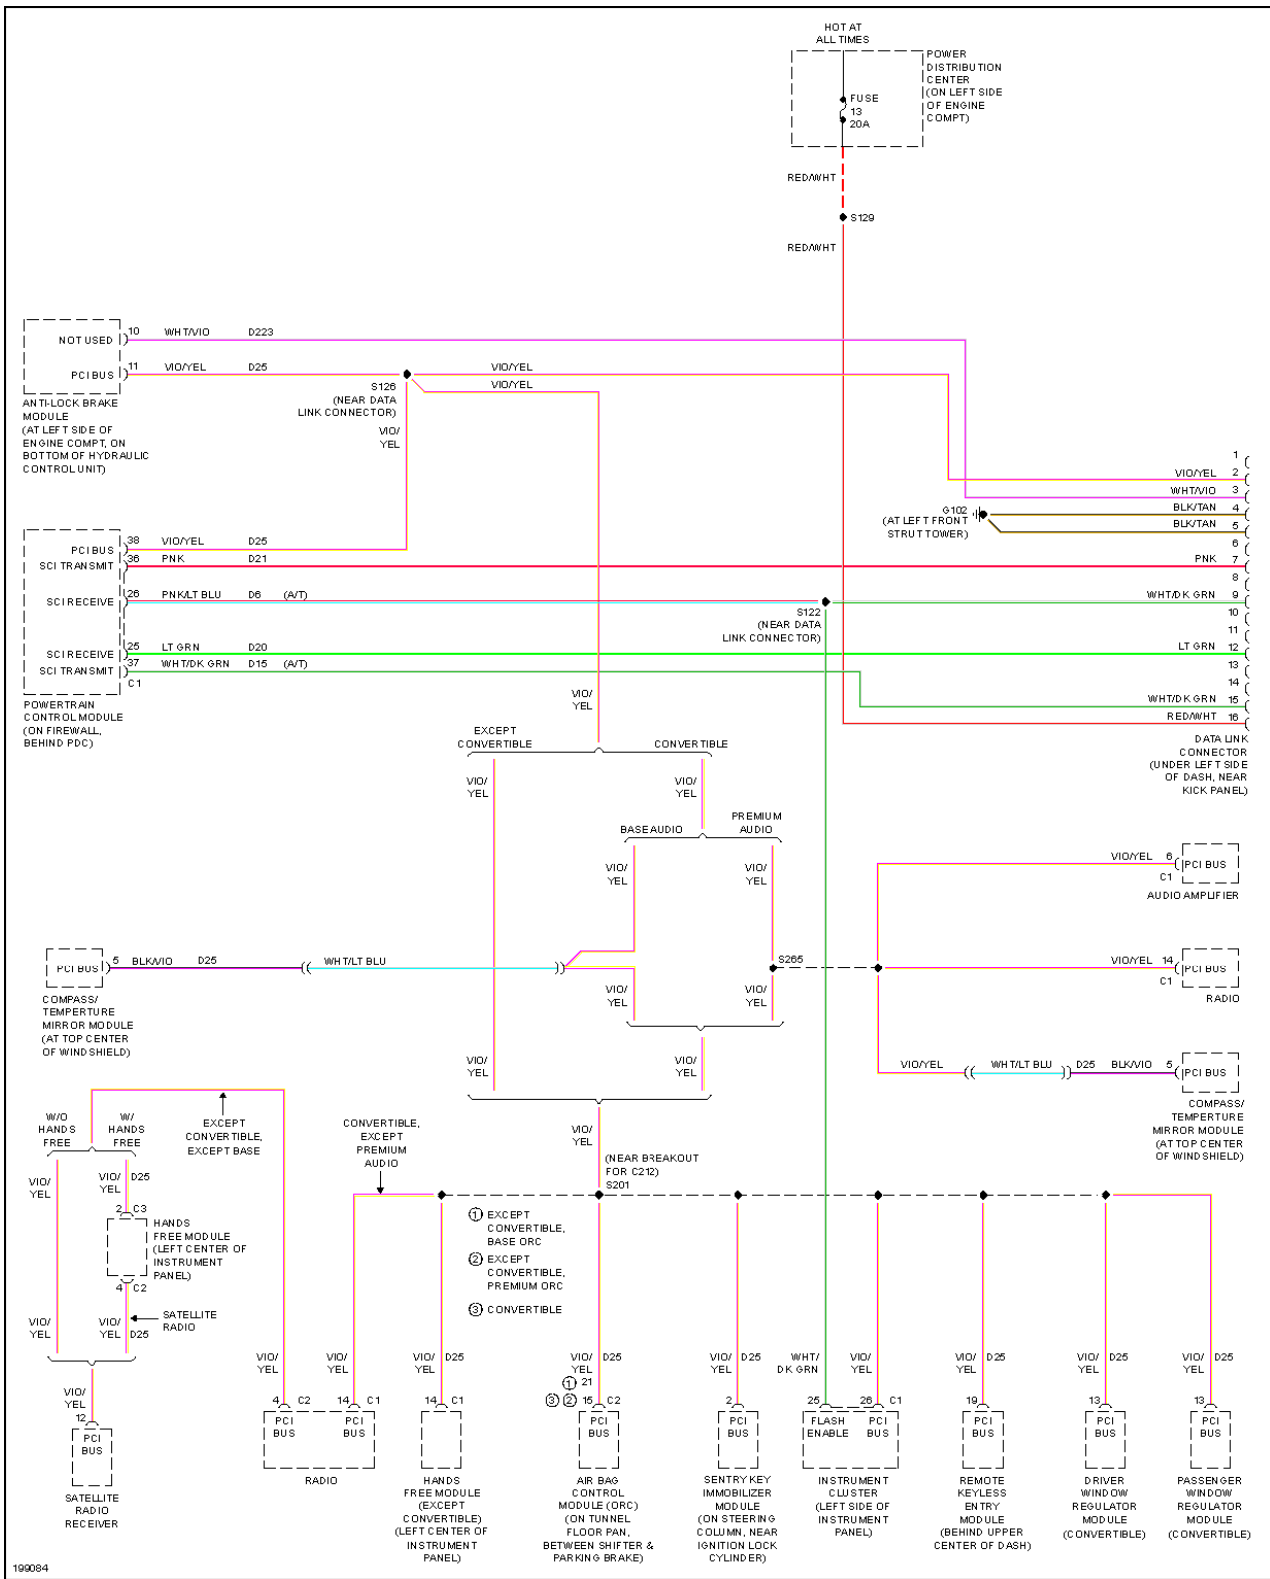 HOT AT
ALL TIMES
POWER
DISTRIBUTION
CENTER
(ON LEFT SIDE
OF ENGINE
COMPT)
FUSE
13
20A
RED/WHT
S129
RED/WHT
10 WHT/VIO D223
NOT USED
11 VIO/YEL D25
PCI BUS
VIO/YEL
VIO/YEL
S126
(NEAR DATA
LINK CONNECTOR)
ANTI-LOCK BRAKE
MODULE
(AT LEFT SIDE OF
ENGINE COMPT, ON
BOTTOM OF HYDRAULIC
CONTROL UNIT)
VIO/
YEL
1
VIO/YEL 2
WHT/VIO 3
BLK/TAN 4
BLK/TAN 5
6
PNK 7
8
WHT/DK GRN 9
10
11
LT GRN 12
13
14
WHT/DK GRN 15
RED/WHT 16
DATA LINK
CONNECTOR
(UNDER LEFT SIDE
OF DASH, NEAR
KICK PANEL)
G102
(AT LEFT FRONT
STRUT TOWER)
PCI BUS 38 VIO/YEL D25
SCI TRANSMIT 36 PNK D21
SCI RECEIVE 26 PNK/LT BLU D6 (A/T)
S122
(NEAR DATA
LINK CONNECTOR)
SCI RECEIVE 25 LT GRN D20
SCI TRANSMIT 37 WHT/DK GRN D15 (A/T)
C1
POWERTRAIN
CONTROL MODULE
(ON FIREWALL,
BEHIND PDC)
VIO/
YEL
EXCEPT
CONVERTIBLE
CONVERTIBLE
VIO/
YEL
VIO/
YEL
BASE AUDIO
PREMIUM
AUDIO
VIO/
YEL
VIO/
YEL
VIO/YEL 6
C1
PCI BUS
AUDIO AMPLIFIER
PCI BUS
5 BLK/VIO D25
WHT/LT BLU
S265
VIO/YEL 14
C1
PCI BUS
RADIO
VIO/
YEL
VIO/
YEL
COMPASS/
TEMPERTURE
MIRROR MODULE
(AT TOP CENTER
OF WINDSHIELD)
VIO/
YEL
VIO/
YEL
VIO/YEL
WHT/LT BLU
D25
BLK/VIO
5
PCI BUS
COMPASS/
TEMPERTURE
MIRROR MODULE
(AT TOP CENTER
OF WINDSHIELD)
W/O
HANDS
FREE
W/
HANDS
FREE
EXCEPT
CONVERTIBLE,
EXCEPT BASE
CONVERTIBLE,
EXCEPT
PREMIUM
AUDIO
VIO/
YEL
(NEAR BREAKOUT
FOR C212)
S201
VIO/
YEL
VIO/
YEL
D25
2 C3
HANDS
FREE MODULE
(LEFT CENTER OF
INSTRUMENT
PANEL)
4 C2
1 EXCEPT
CONVERTIBLE,
BASE ORC
2 EXCEPT
CONVERTIBLE,
PREMIUM ORC
3 CONVERTIBLE
VIO/
YEL
VIO/
YEL D25
SATELLITE
RADIO
VIO/
YEL
12
PCI
BUS
SATELLITE
RADIO
RECEIVER
VIO/
YEL
4 C2
PCI
BUS
VIO/
YEL
14 C1
PCI
BUS
RADIO
VIO/
YEL
D25
14 C1
HANDS
FREE MODULE
(EXCEPT
CONVERTIBLE)
(LEFT CENTER OF
INSTRUMENT
PANEL)
VIO/
YEL
D25
1 21
3 2 15 C2
PCI
BUS
AIR BAG
CONTROL
MODULE (ORC)
(ON TUNNEL
FLOOR PAN,
BETWEEN SHIFTER &
PARKING BRAKE)
VIO/
YEL
D25
2
PCI
BUS
SENTRY KEY
IMMOBILIZER
MODULE
(ON STEERING
COLUMN, NEAR
IGNITION LOCK
CYLINDER)
WHT/
DK GRN
25
FLASH
ENABLE
VIO/
YEL
26 C1
PCI
BUS
INSTRUMENT
CLUSTER
(LEFT SIDE OF
INSTRUMENT
PANEL)
VIO/
YEL
D25
19
PCI
BUS
REMOTE
KEYLESS
ENTRY
MODULE
(BEHIND UPPER
CENTER OF DASH)
VIO/
YEL
D25
13
PCI
BUS
DRIVER
WINDOW
REGULATOR
MODULE
(CONVERTIBLE)
VIO/
YEL
D25
13
PCI
BUS
PASSENGER
WINDOW
REGULATOR
MODULE
(CONVERTIBLE)
199084